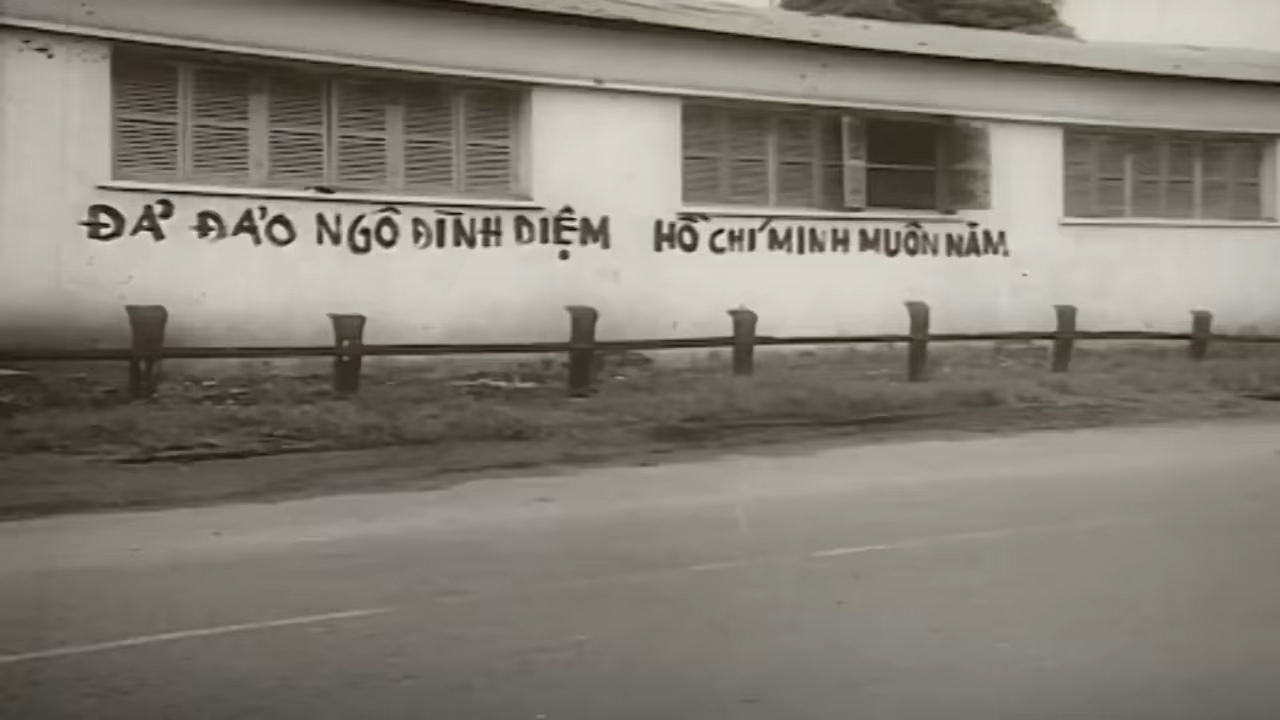 ĐẢ ĐẢO NGÔ ĐÌNH DIỆM HỒ CHÍ MINH MUÔN NĂM